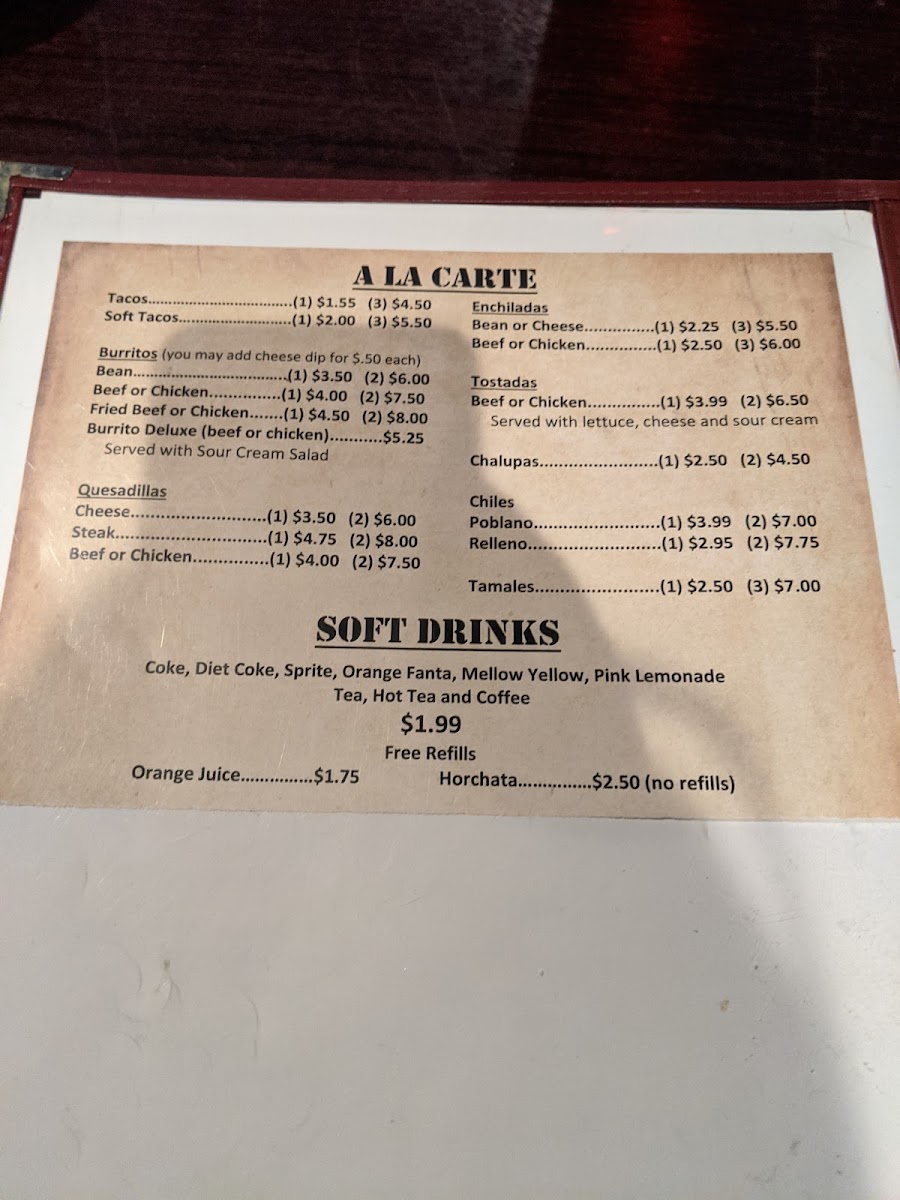 A LA CARTE
Tacos..............................(1) $1.55 (3) $4.50
Soft Tacos............................(1) $2.00 (3) $5.50
Burritos (you may add cheese dip for $.50 each)
Bean.................................(1) $3.50 (2) $6.00
Beef or Chicken...............(1) $4.00 (2) $7.50
Fried Beef or Chicken.......(1) $4.50 (2) $8.00
Burrito Deluxe (beef or chicken)...........$5.25
Served with Sour Cream Salad
Quesadillas
Cheese...........................(1) $3.50 (2) $6.00
Steak...................................(1) $4.75 (2) $8.00
Beef or Chicken...............(1) $4.00 (2) $7.50
Enchiladas
Bean or Cheese..............(1) $2.25 (3) $5.50
Beef or Chicken..............(1) $2.50 (3) $6.00
Tostadas
Beef or Chicken...............(1) $3.99 (2) $6.50
Served with lettuce, cheese and sour cream
Chalupas........................(1) $2.50 (2) $4.50
Chiles
Poblano.........................(1) $3.99 (2) $7.00
Relleno...........................(1) $2.95 (2) $7.75
Tamales.........................(1) $2.50 (3) $7.00
SOFT DRINKS
Coke, Diet Coke, Sprite, Orange Fanta, Mellow Yellow, Pink Lemonade
Tea, Hot Tea and Coffee
$1.99
Free Refills
Orange Juice...............$1.75 Horchata...............$2.50 (no refills)